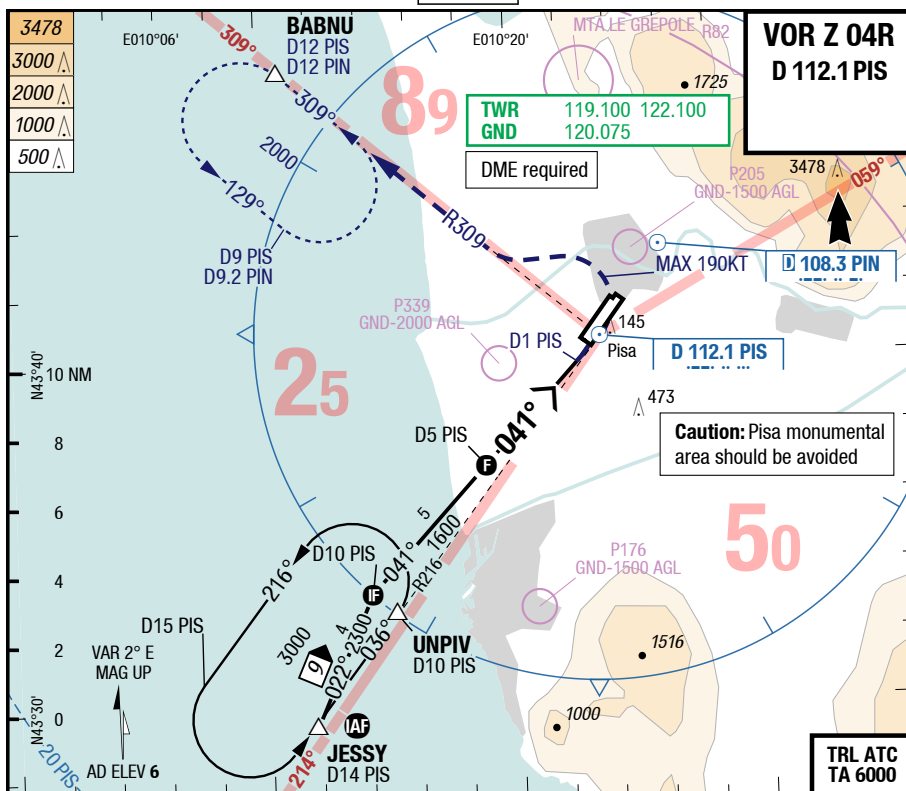 3478
3000
2000
1000
500
E010°06'
309°
BABNU
D12 PIS
D12 PIN
E010°20'
M1A.LE GREPOLE
R82
1725
VOR Z 04R
D 112.1 PIS
89
TWR 119.100 122.100
GND 120.075
DME required
309°
2000
129°
D9 PIS
D9.2 PIN
R309
P205
GND-1500 AGL
3478
059°
MAX 190KT
D 108.3 PIN
P339
GND-2000 AGL
D1 PIS
145
Pisa
D 112.1 PIS
N43°40'
10 NM
25
473
Caution: Pisa monumental
area should be avoided
041°
D5 PIS
F
8
6
5
1600
R216
041°
50
D10 PIS
IF
216°
4
P176
GND-1500 AGL
D15 PIS
3000
9
4
022°·2300
036°
UNPIV
D10 PIS
1516
2
VAR 2° E
MAG UP
1000
N43°30'
0
IAF
JESSY
D14 PIS
214°
20 PIS
AD ELEV 6
TRL ATC
TA 6000